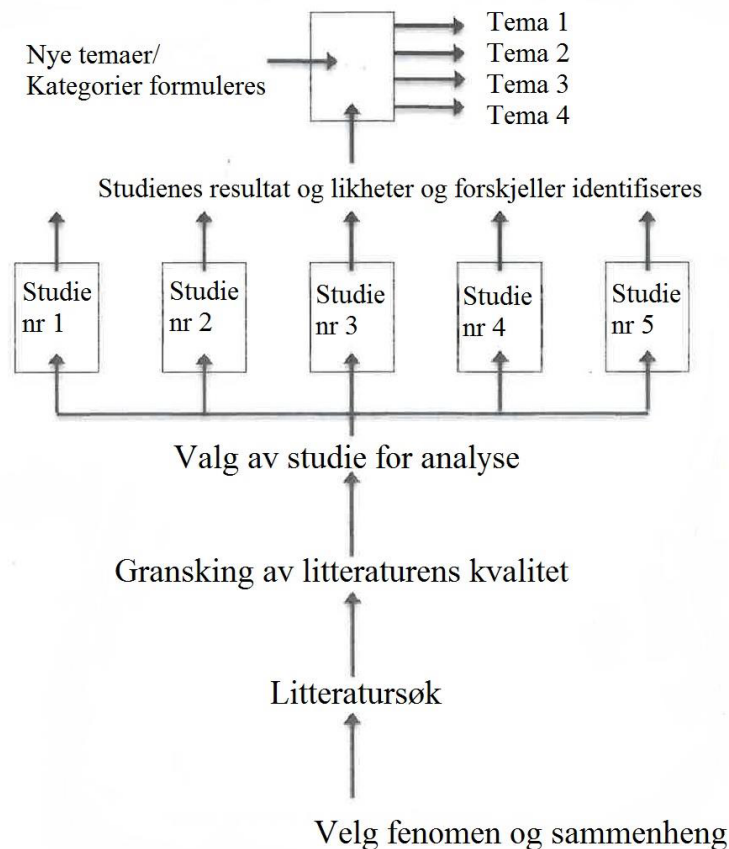 Nye temaer/
Kategorier formuleres
Tema 1
Tema 2
Tema 3
Tema 4
Studienes resultat og likheter og forskjeller identifiseres
Studie
nr 1
Studie
nr 2
Studie
nr 3
Studie
nr 4
Studie
nr 5
Valg av studie for analyse
Gransking av litteraturens kvalitet
Litteratursøk
Velg fenomen og sammenheng